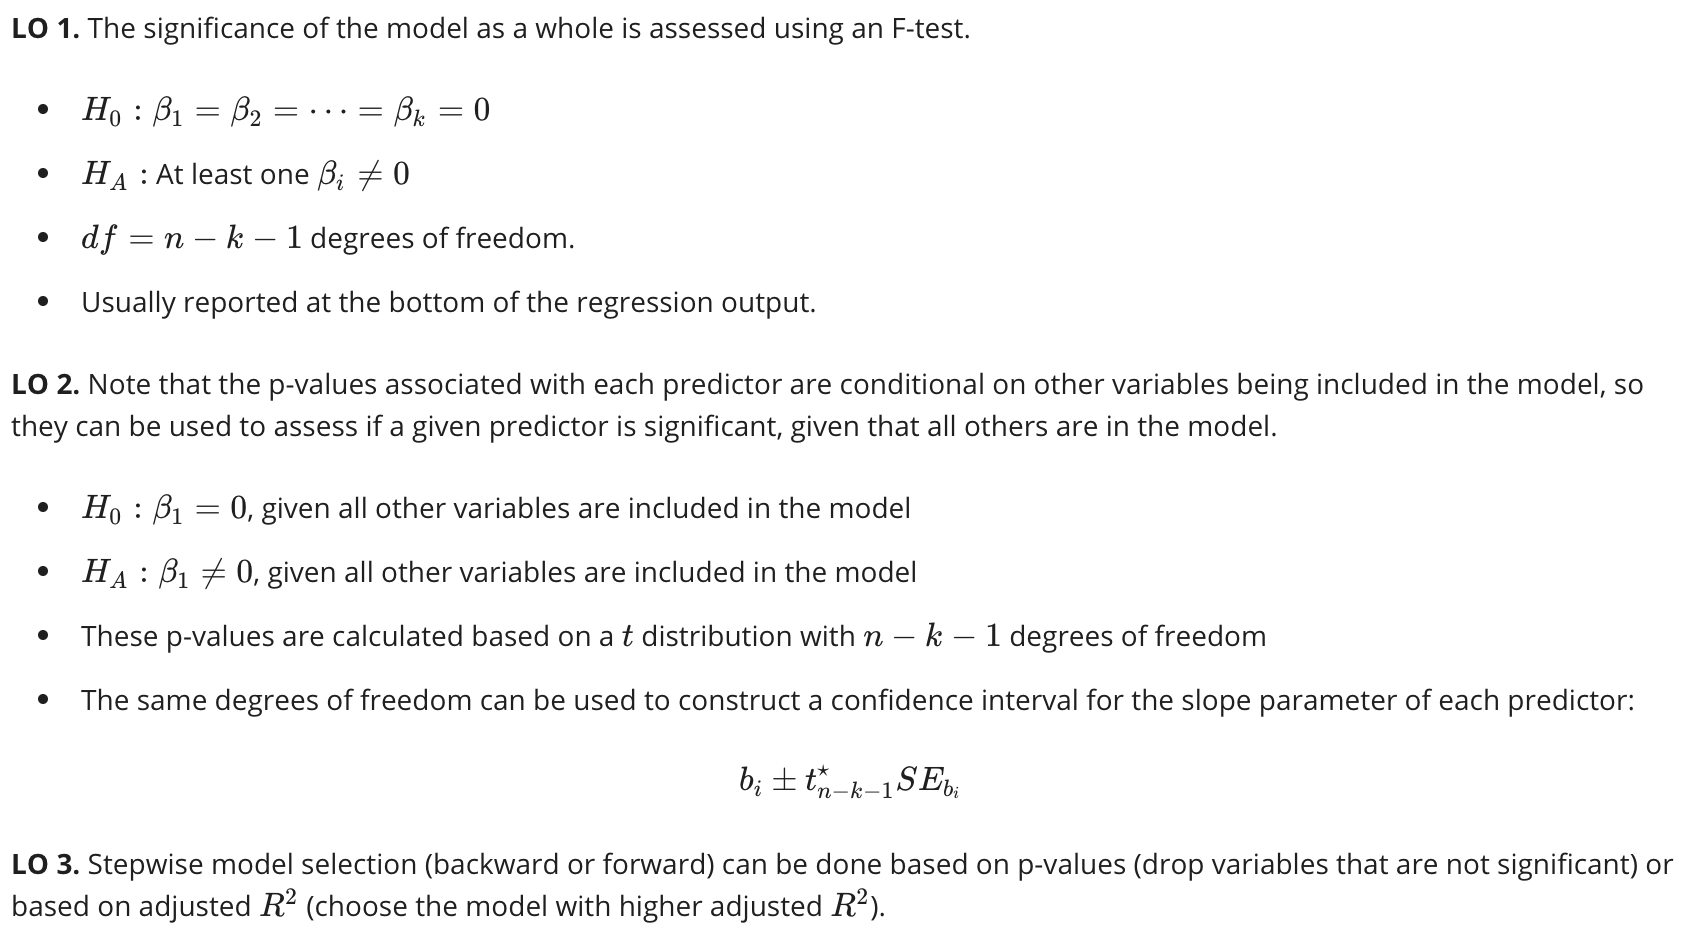 LO 1. The significance of the model as a whole is assessed using an F-test.
• H₀ : β₁ = β₂ = ⋯ = βₖ = 0
• H_A : At least one βᵢ ≠ 0
• df = n − k − 1 degrees of freedom.
• Usually reported at the bottom of the regression output.
LO 2. Note that the p-values associated with each predictor are conditional on other variables being included in the model, so
they can be used to assess if a given predictor is significant, given that all others are in the model.
• H₀ : β₁ = 0, given all other variables are included in the model
• H_A : β₁ ≠ 0, given all other variables are included in the model
• These p-values are calculated based on a t distribution with n − k − 1 degrees of freedom
• The same degrees of freedom can be used to construct a confidence interval for the slope parameter of each predictor:
bᵢ ± t⋆ₙ₋ₖ₋₁SE_{bᵢ}
LO 3. Stepwise model selection (backward or forward) can be done based on p-values (drop variables that are not significant) or
based on adjusted R² (choose the model with higher adjusted R²).